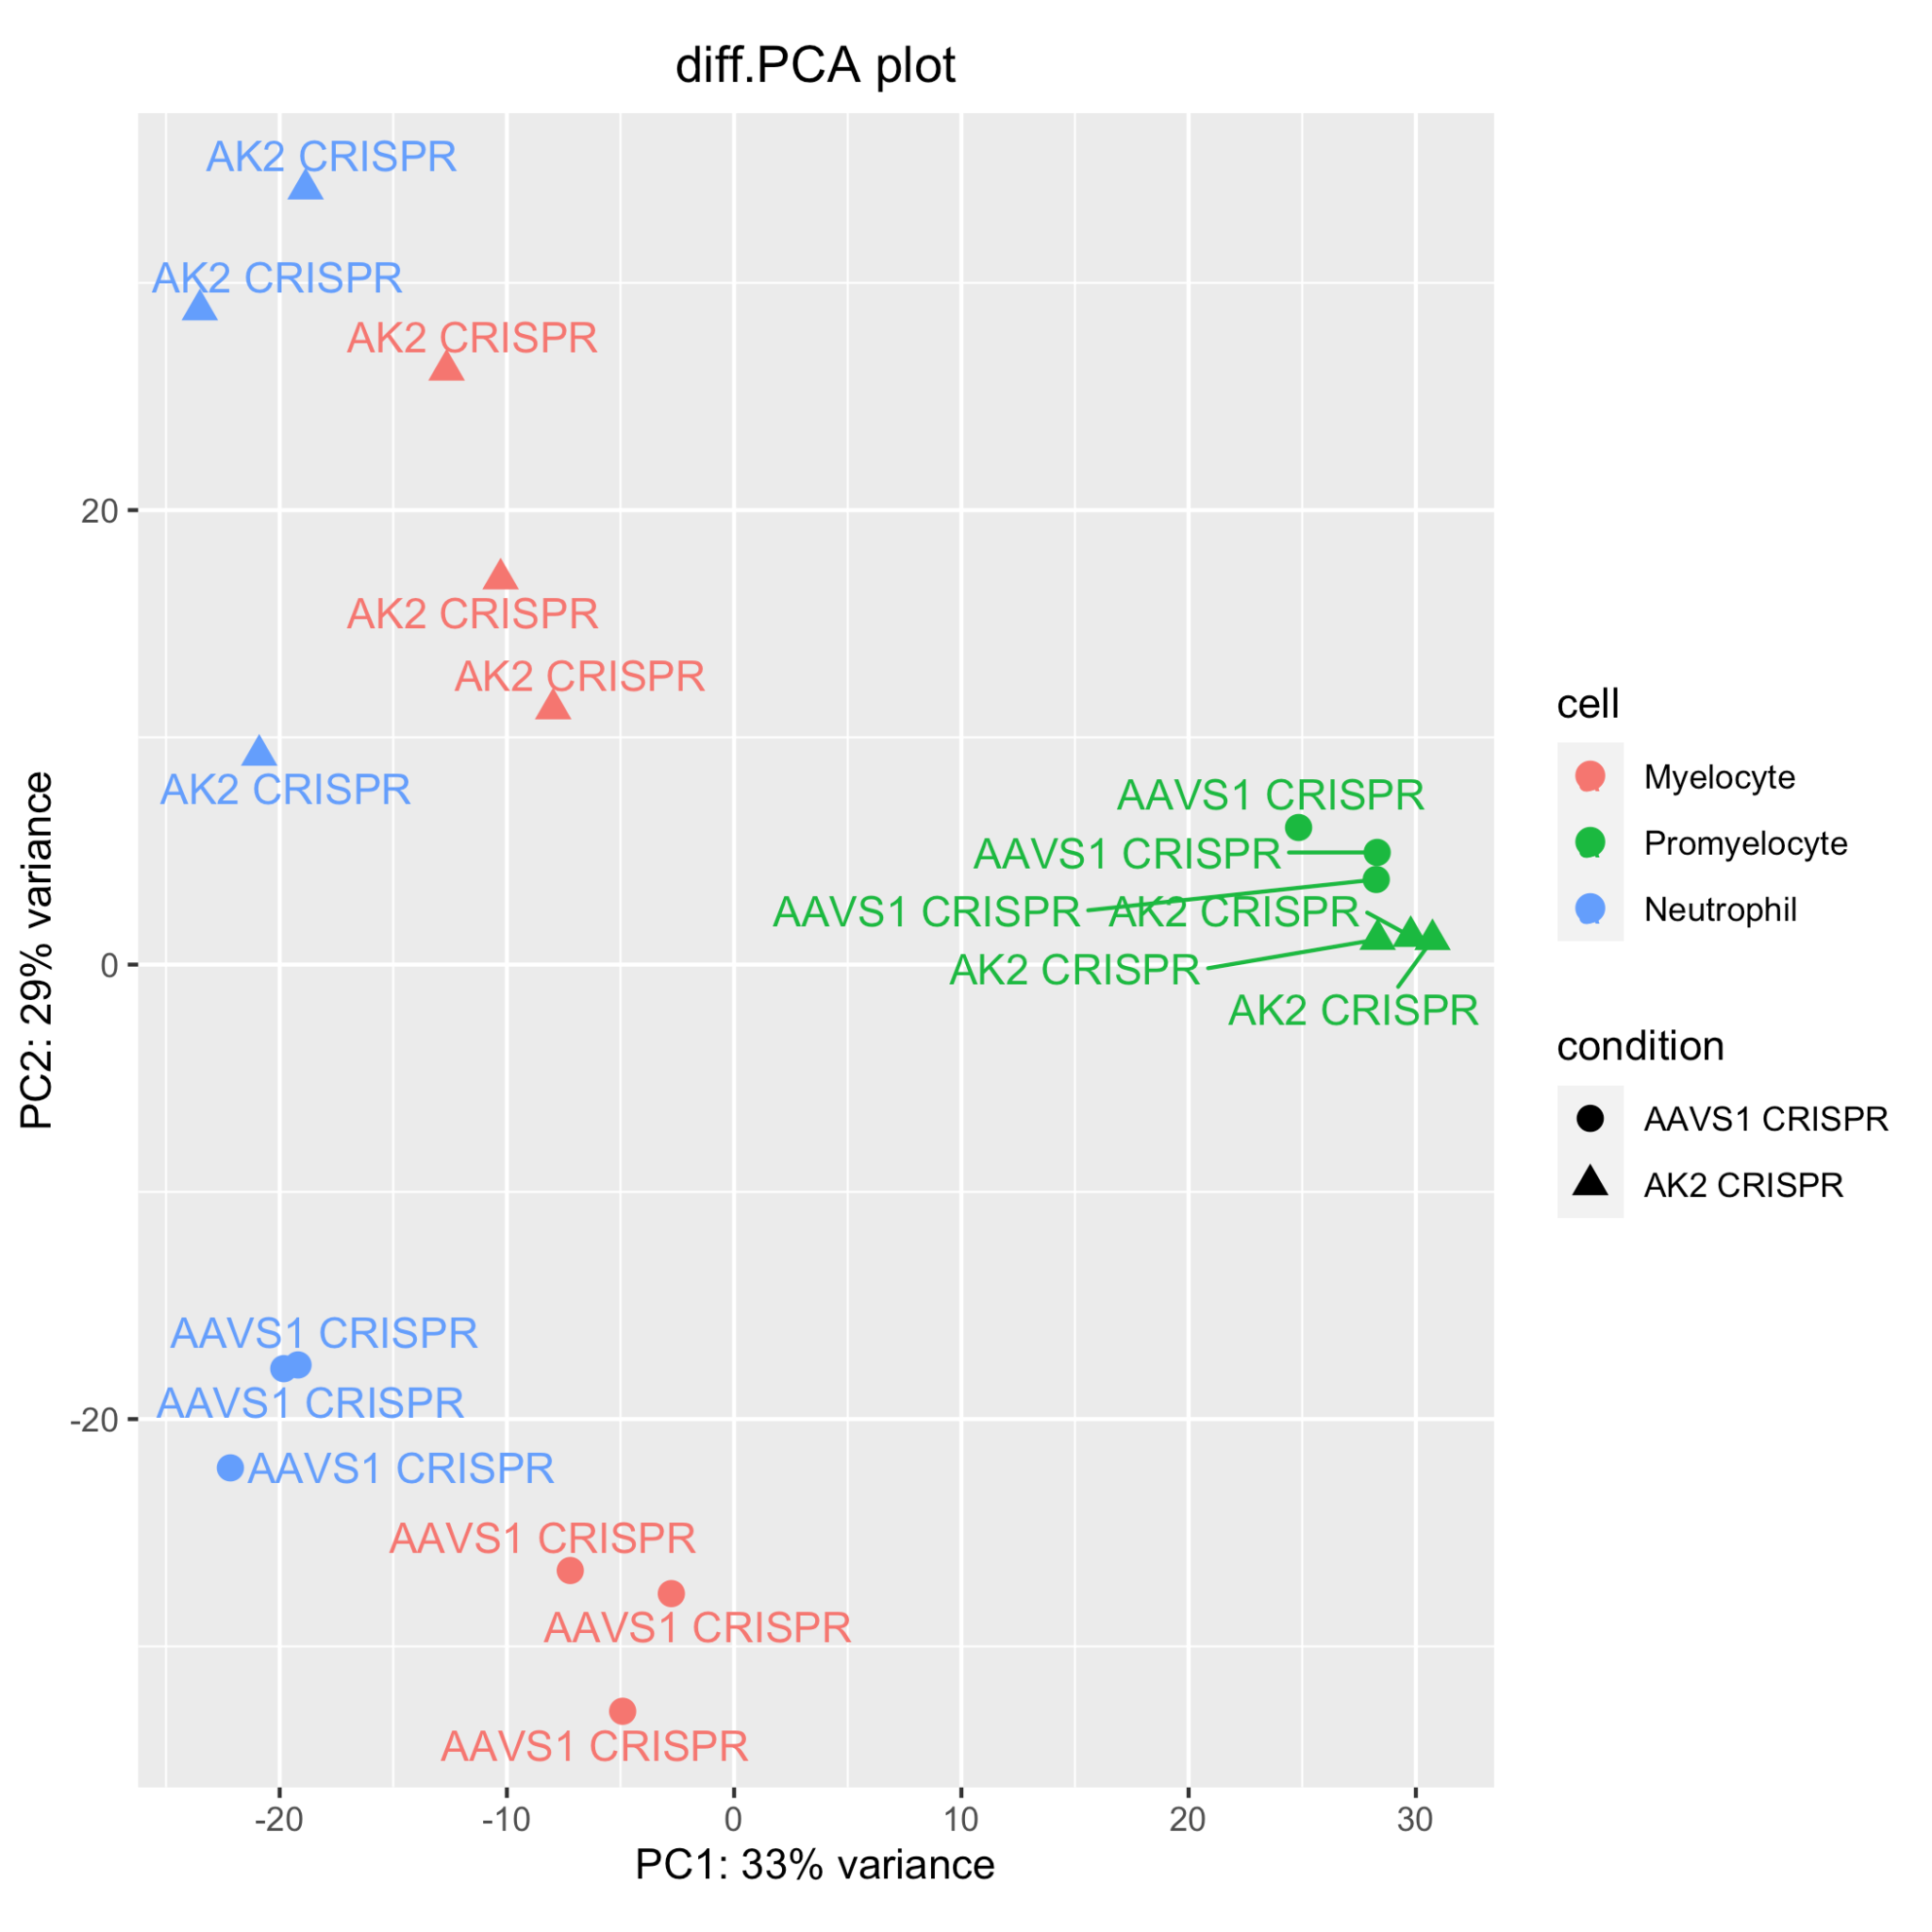 diff.PCA plot
AK2 CRISPR
AK2 CRISPR
AK2 CRISPR
20
AK2 CRISPR
AK2 CRISPR
AK2 CRISPR
AAVS1 CRISPR
AAVS1 CRISPR
AAVS1 CRISPR AK2 CRISPR
AK2 CRISPR
0
AK2 CRISPR
PC2: 29% variance
AAVS1 CRISPR
AAVS1 CRISPR
-20
AAVS1 CRISPR
AAVS1 CRISPR
AAVS1 CRISPR
AAVS1 CRISPR
-20 -10 0 10 20 30
PC1: 33% variance
cell
Myelocyte
Promyelocyte
Neutrophil
condition
AAVS1 CRISPR
AK2 CRISPR